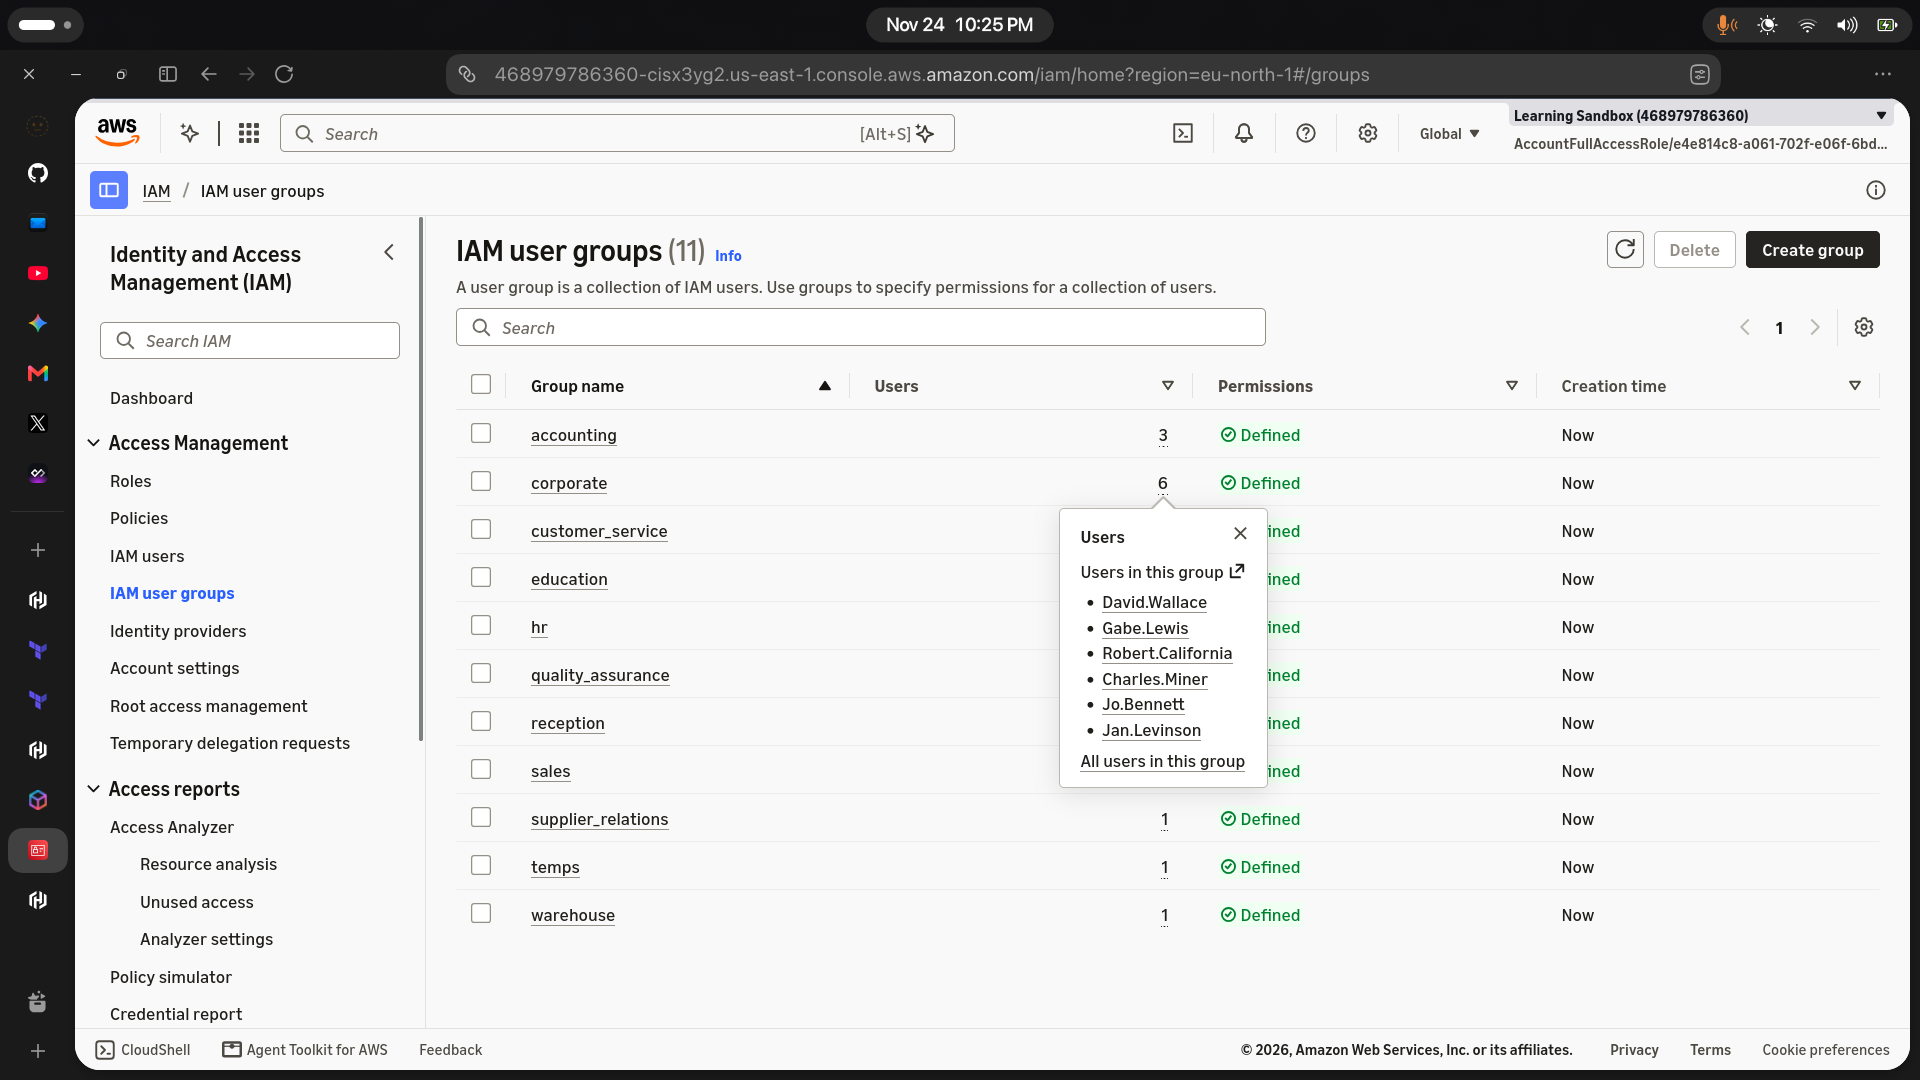 Nov 24 10:25 PM
468979786360-cisx3yg2.us-east-1.console.aws.amazon.com/iam/home?region=eu-north-1#/groups
aws
Search [Alt+S]
Global
Learning Sandbox (468979786360)
AccountFullAccessRole/e4e814c8-a061-702f-e06f-6bd...
IAM / IAM user groups
Identity and Access
Management (IAM)
Search IAM
Dashboard
Access Management
Roles
Policies
IAM users
IAM user groups
Identity providers
Account settings
Root access management
Temporary delegation requests
Access reports
Access Analyzer
Resource analysis
Unused access
Analyzer settings
Policy simulator
Credential report
IAM user groups (11) Info
Delete
Create group
A user group is a collection of IAM users. Use groups to specify permissions for a collection of users.
Search
1
Group name Users Permissions Creation time
accounting 3 Defined Now
corporate 6 Defined Now
customer_service ined Now
education ined Now
hr ined Now
quality_assurance ined Now
reception ined Now
sales ined Now
supplier_relations 1 Defined Now
temps 1 Defined Now
warehouse 1 Defined Now
Users
Users in this group
• David.Wallace
• Gabe.Lewis
• Robert.California
• Charles.Miner
• Jo.Bennett
• Jan.Levinson
All users in this group
CloudShell Agent Toolkit for AWS Feedback
© 2026, Amazon Web Services, Inc. or its affiliates. Privacy Terms Cookie preferences